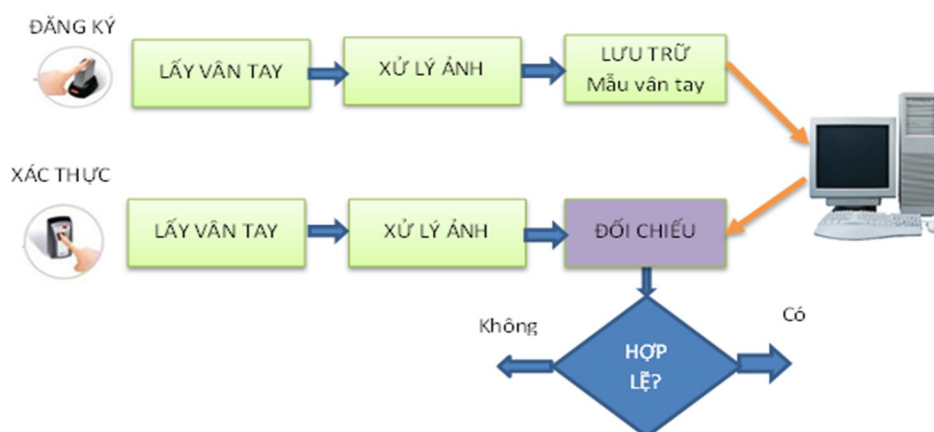 ĐĂNG KÝ
LẤY VÂN TAY
XỬ LÝ ẢNH
LƯU TRỮ
Mẫu vân tay
XÁC THỰC
LẤY VÂN TAY
XỬ LÝ ẢNH
ĐỐI CHIẾU
Không
Có
HỢP
LỆ?